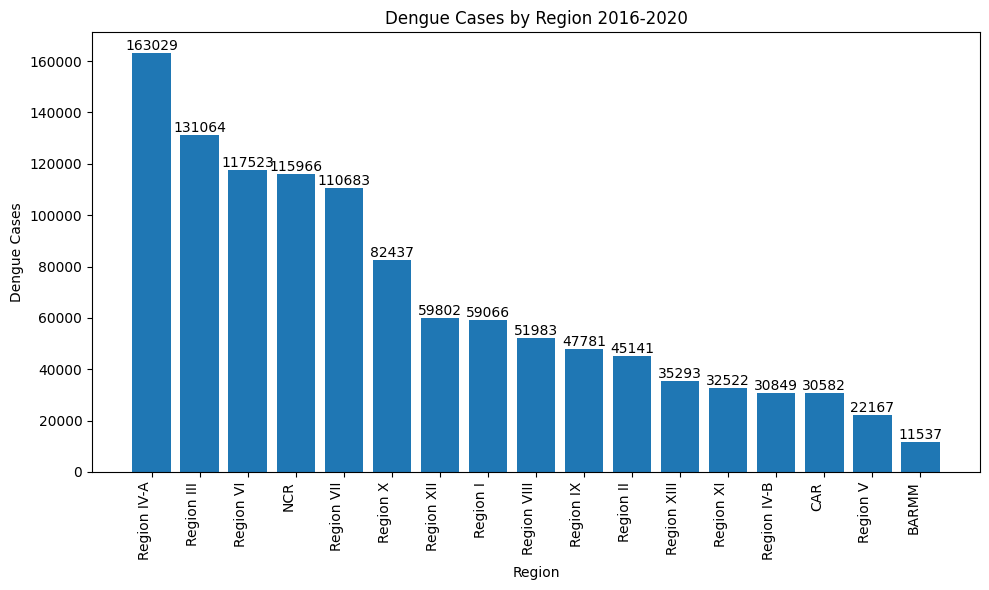 Dengue Cases by Region 2016-2020
Dengue Cases
160000
140000
120000
100000
80000
60000
40000
20000
0
163029
131064
117523
115966
110683
82437
59802
59066
51983
47781
45141
35293
32522
30849
30582
22167
11537
Region IV-A
Region III
Region VI
NCR
Region VII
Region X
Region XII
Region I
Region VIII
Region IX
Region II
Region XIII
Region XI
Region IV-B
CAR
Region V
BARMM
Region